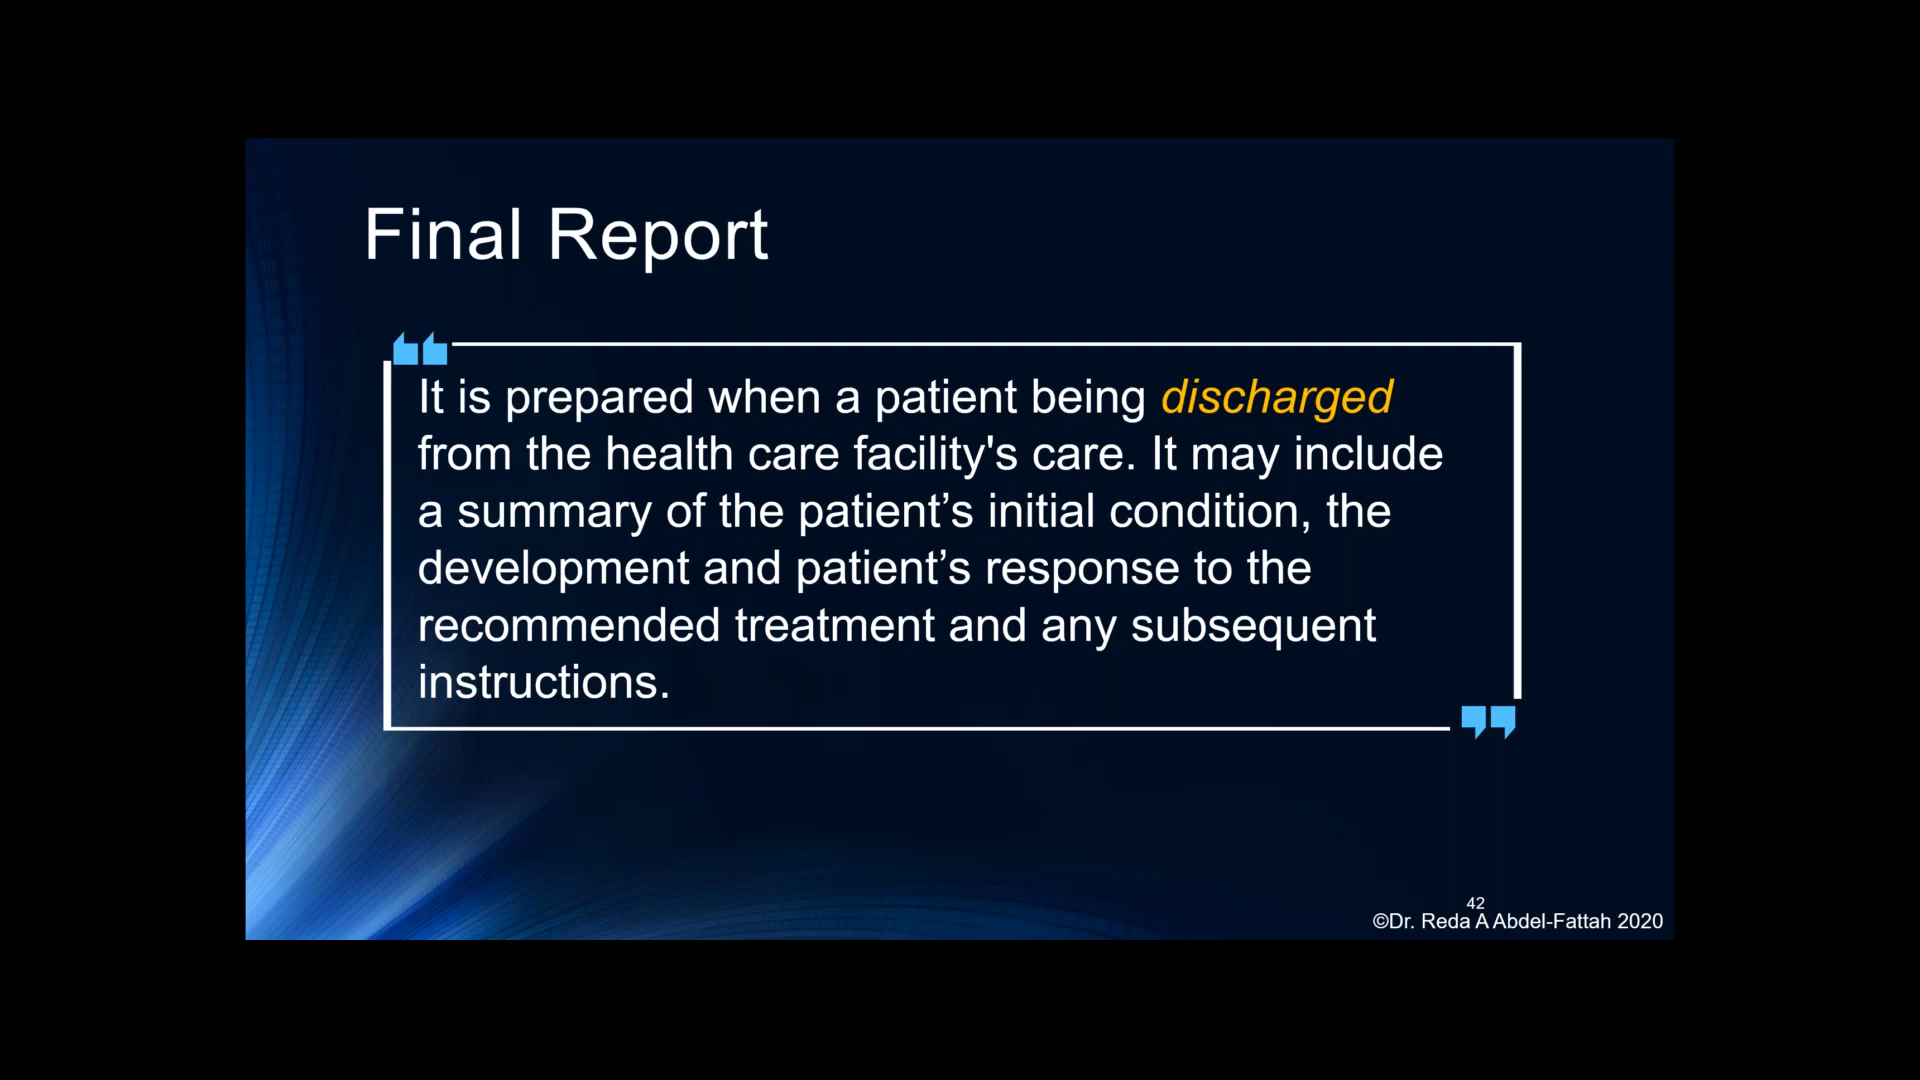 Final Report
It is prepared when a patient being discharged
from the health care facility's care. It may include
a summary of the patient’s initial condition, the
development and patient’s response to the
recommended treatment and any subsequent
instructions.
42
©Dr. Reda A Abdel-Fattah 2020